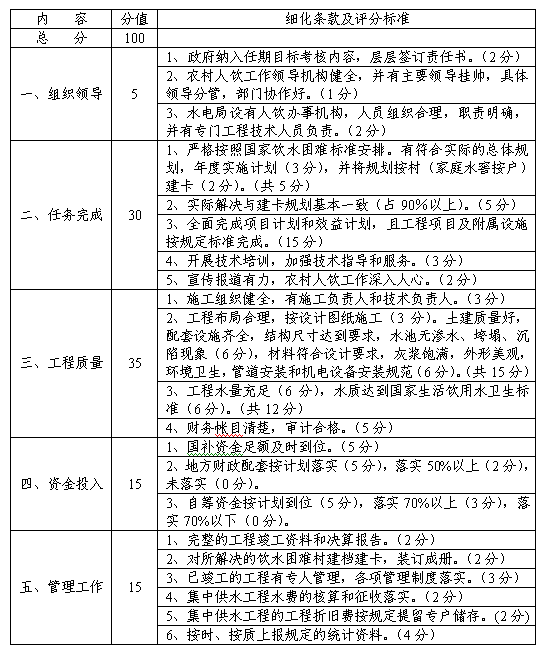 内 容 分值 细化条款及评分标准
总 分 100
一、组织领导 5
1、政府纳入任期目标考核内容，层层签订责任书。（2分）
2、农村人饮工作领导机构健全，并有主要领导挂帅，具体
领导分管，部门协作好。（1分）
3、水电局设有人饮办事机构，人员组织合理，职责明确，
并有专门工程技术人员负责。（2分）
二、任务完成 30
1、严格按照国家饮水困难标准安排。有符合实际的总体规
划，年度实施计划（3分），并将规划按村（家庭水窖按户）
建卡（2分）。（共5分）
2、实际解决与建卡规划基本一致（占90%以上）。（5分）
3、全面完成项目计划和效益计划，且工程项目及附属设施
按规定标准完成。（15分）
4、开展技术培训，加强技术指导和服务。（3分）
5、宣传报道有力，农村人饮工作深入人心。（2分）
三、工程质量 35
1、施工组织健全，有施工负责人和技术负责人。（3分）
2、工程布局合理，按设计图纸施工（3分）。土建质量好，
配套设施齐全，结构尺寸达到要求，水池无渗水、垮塌、沉
陷现象（6分），材料符合设计要求，灰浆饱满，外形美观，
环境卫生，管道安装和机电设备安装规范（6分）。（共15分）
3、工程水量充足（6分），水质达到国家生活饮用水卫生标
准（6分）。（共12分）
4、财务帐目清楚，审计合格。（5分）
四、资金投入 15
1、国补资金足额及时到位。（5分）
2、地方财政配套按计划落实（5分），落实50%以上（2分），
未落实（0分）。
3、自筹资金按计划到位（5分），落实70%以上（3分），落
实70%以下（0分）。
五、管理工作 15
1、完整的工程竣工资料和决算报告。（2分）
2、对所解决的饮水困难村建档建卡，装订成册。（2分）
3、已竣工的工程有专人管理，各项管理制度落实。（3分）
4、集中供水工程水费的核算和征收落实。（2分）
5、集中供水工程的工程折旧费按规定提留专户储存。（2分）
6、按时、按质上报规定的统计资料。（4分）